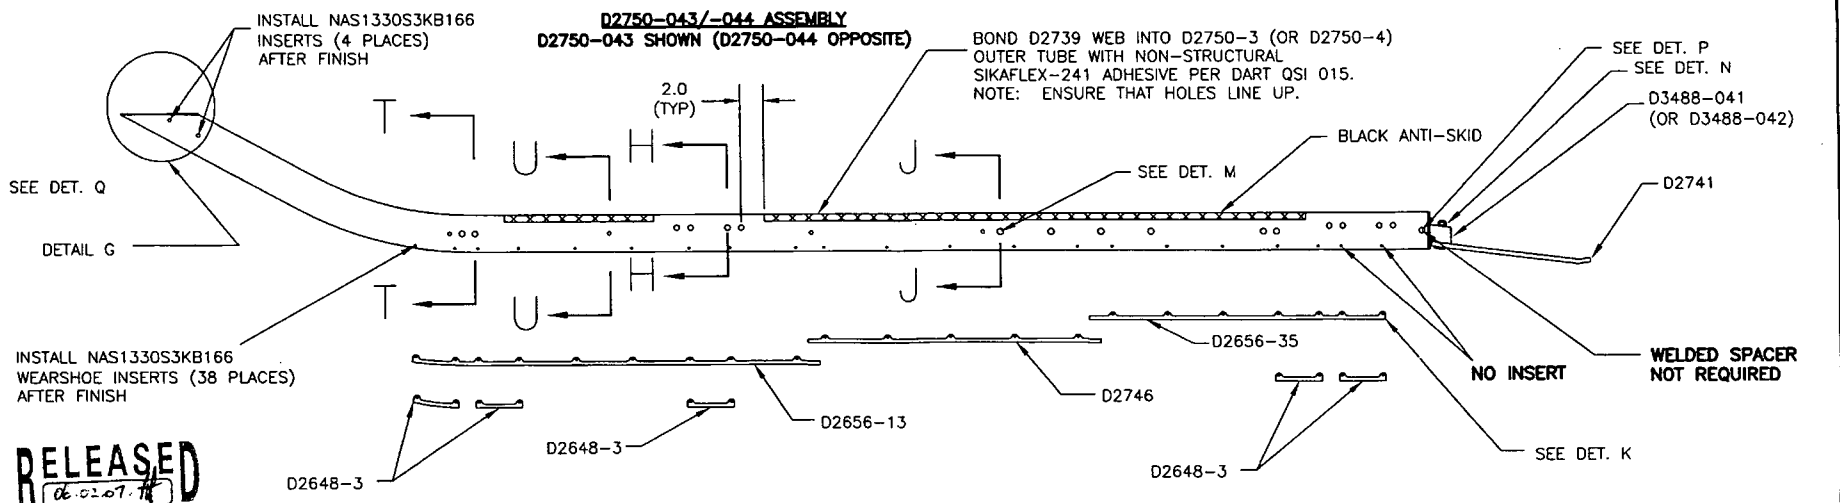 D2750-043/-044 ASSEMBLY
D2750-043 SHOWN (D2750-044 OPPOSITE)
INSTALL NAS1330S3KB166
INSERTS (4 PLACES)
AFTER FINISH
BOND D2739 WEB INTO D2750-3 (OR D2750-4)
OUTER TUBE WITH NON-STRUCTURAL
SIKAFLEX-241 ADHESIVE PER DART QSI 015.
NOTE: ENSURE THAT HOLES LINE UP.
SEE DET. P
SEE DET. N
D3488-041
(OR D3488-042)
2.0
(TYP)
T
U
H
J
BLACK ANTI-SKID
SEE DET. M
D2741
SEE DET. Q
DETAIL G
T
U
H
J
INSTALL NAS1330S3KB166
WEARSHOE INSERTS (38 PLACES)
AFTER FINISH
D2656-35
D2746
D2656-13
NO INSERT
WELDED SPACER
NOT REQUIRED
D2648-3
D2648-3
D2648-3
SEE DET. K
RELEASED
06.02.07